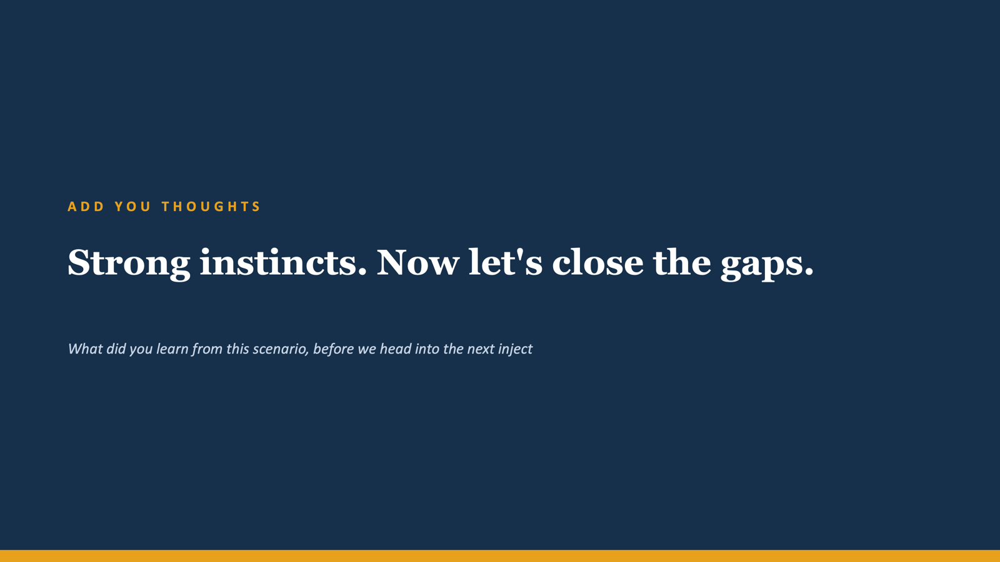 ADD YOU THOUGHTS
Strong instincts. Now let's close the gaps.
What did you learn from this scenario, before we head into the next inject